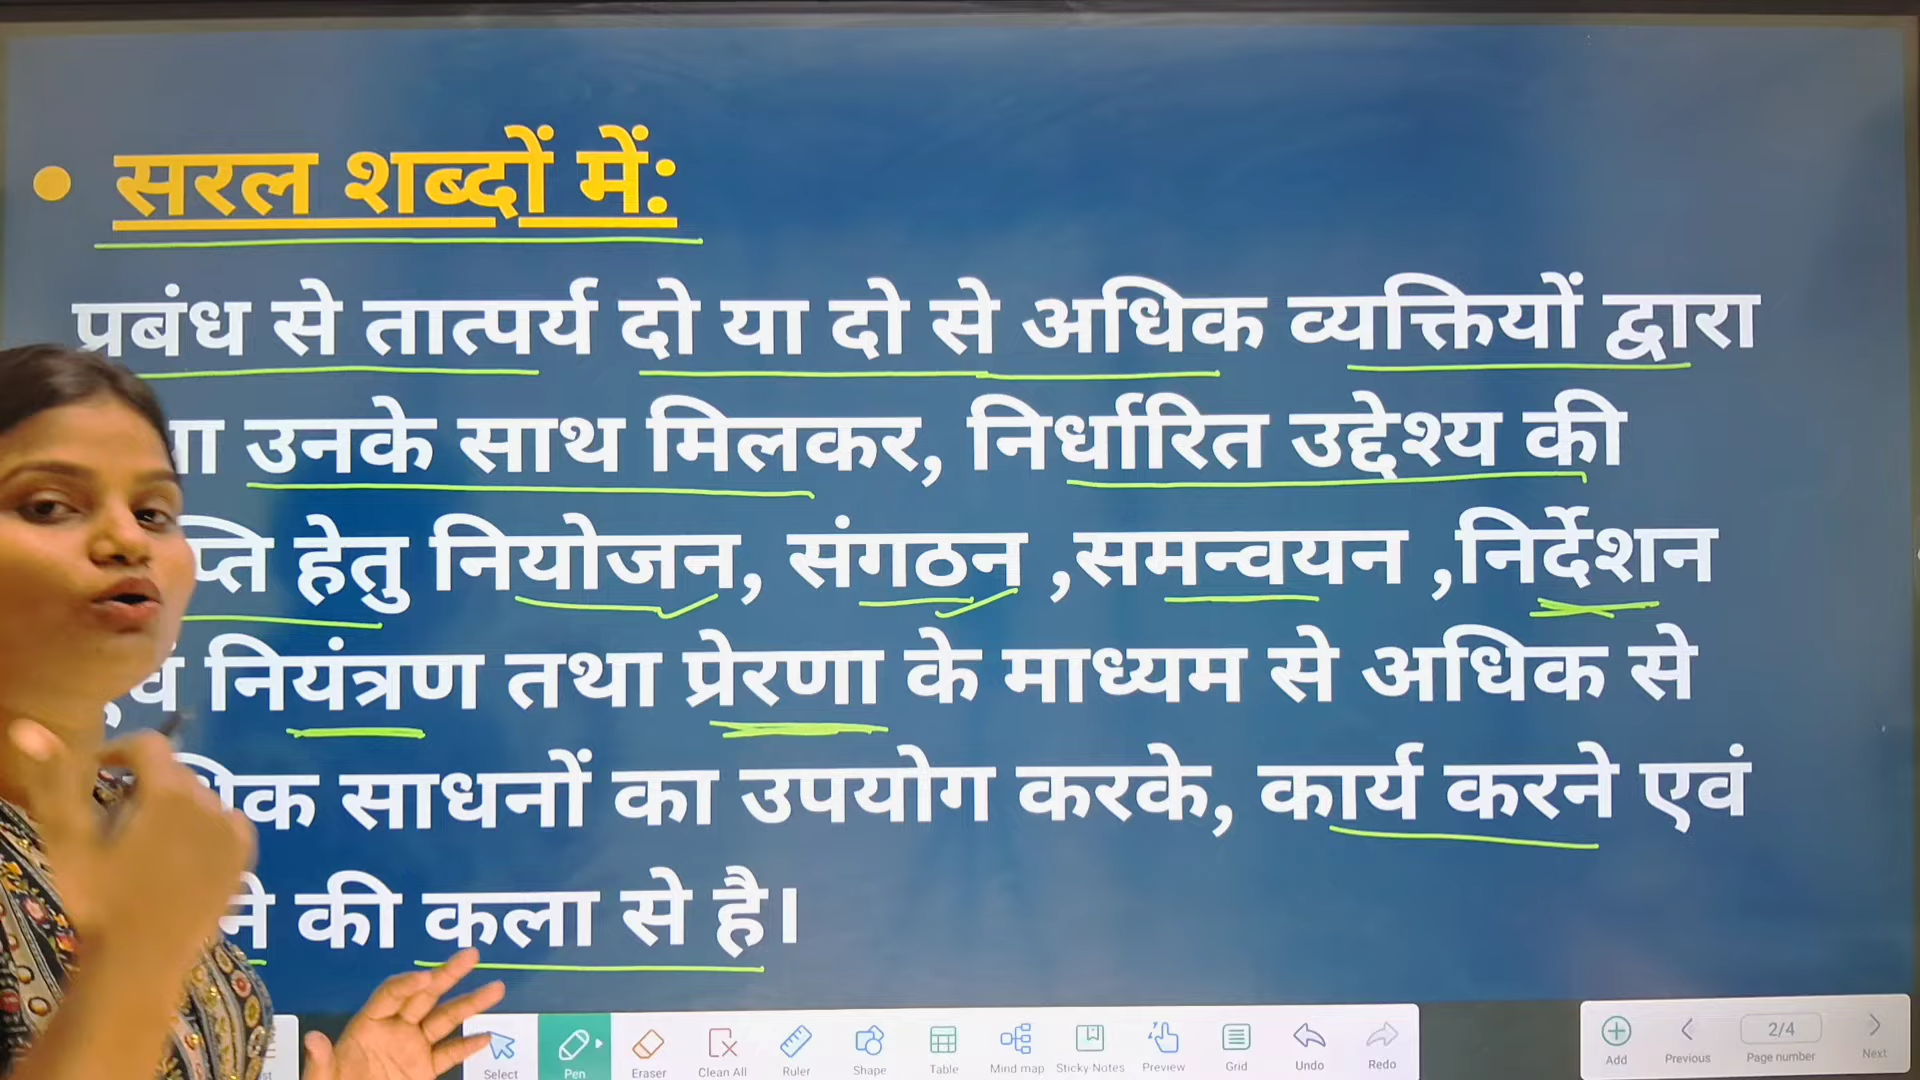 • सरल शब्दों में:
प्रबंध से तात्पर्य दो या दो से अधिक व्यक्तियों द्वारा
उनके साथ मिलकर, निर्धारित उद्देश्य की
हेतु नियोजन, संगठन ,समन्वयन ,निर्देशन
नियंत्रण तथा प्रेरणा के माध्यम से अधिक से
साधनों का उपयोग करके, कार्य करने एवं
की कला से है।
Select Pen Eraser Clean All Ruler Shape Table Mind map Sticky Notes Preview Grid Undo Redo Add Previous 2/4 Page number Next